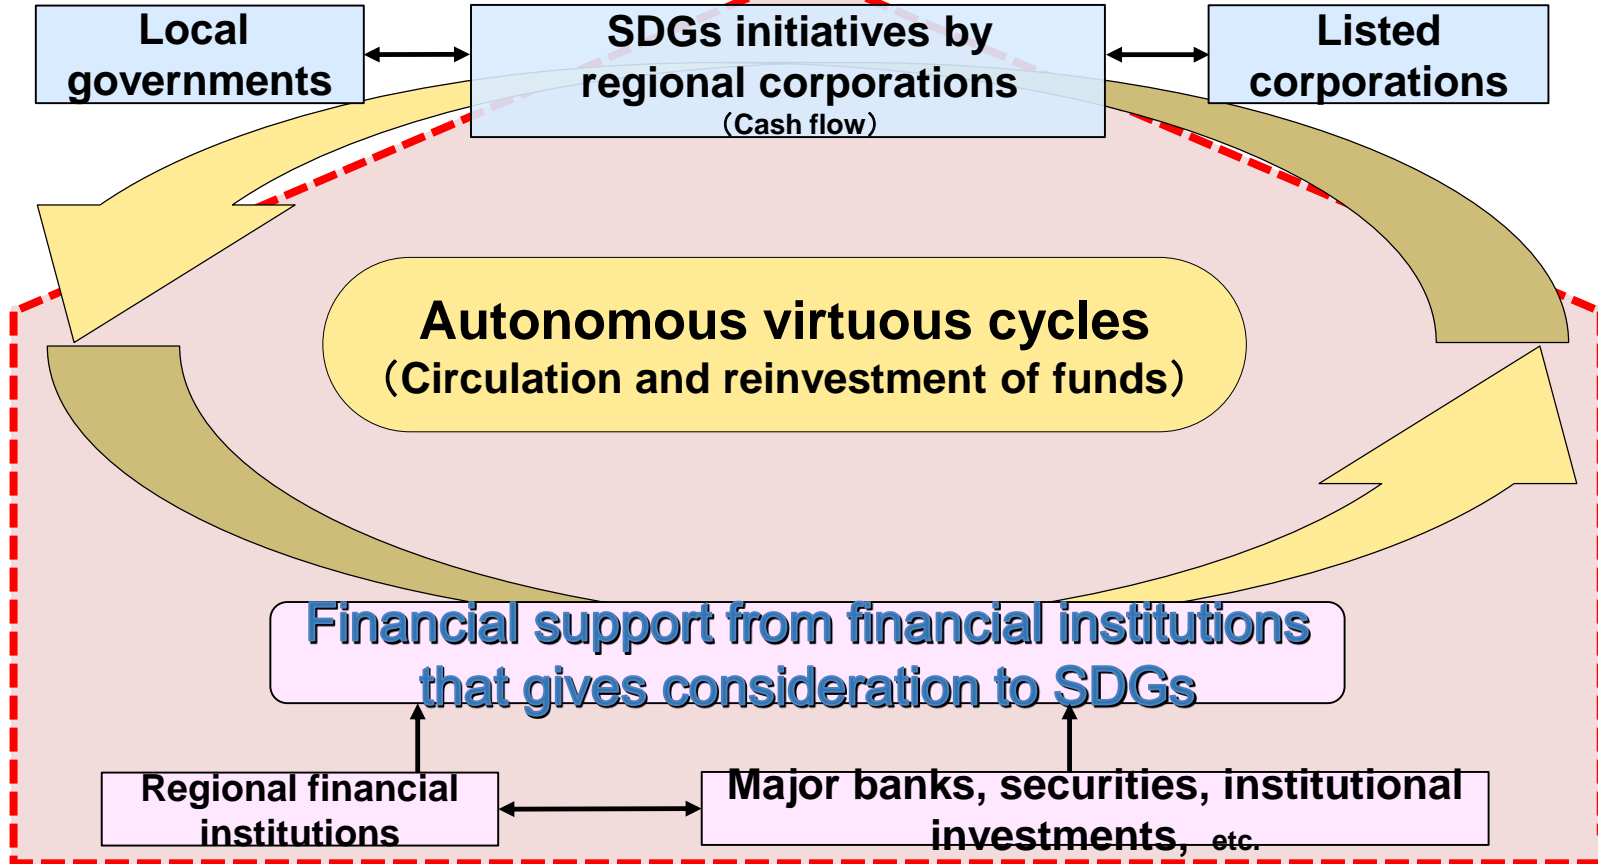 Local
governments
SDGs initiatives by
regional corporations
（Cash flow）
Listed
corporations
Autonomous virtuous cycles
（Circulation and reinvestment of funds）
Financial support from financial institutions
that gives consideration to SDGs
Regional financial
institutions
Major banks, securities, institutional
investments, etc.